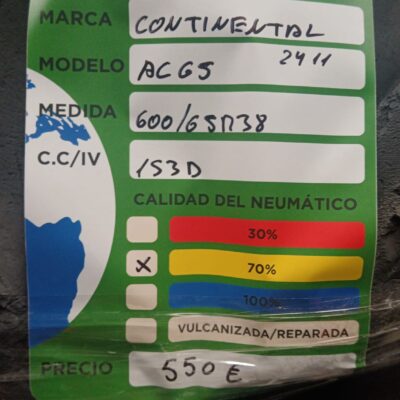 MARCA CONTINENTAL
MODELO AC65 2411
MEDIDA 600/65R38
C.C/IV 153D
CALIDAD DEL NEUMÁTICO
30%
X 70%
100%
VULCANIZADA/REPARADA
PRECIO 550 €